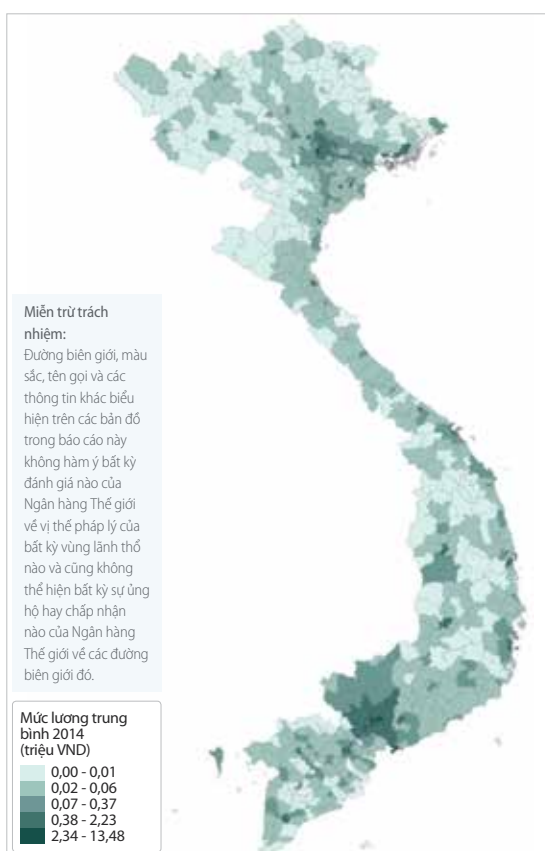 Miễn trừ trách
nhiệm:
Đường biên giới, màu
sắc, tên gọi và các
thông tin khác biểu
hiện trên các bản đồ
trong báo cáo này
không hàm ý bất kỳ
đánh giá nào của
Ngân hàng Thế giới
về vị thế pháp lý của
bất kỳ vùng lãnh thổ
nào và cũng không
thể hiện bất kỳ sự ủng
hộ hay chấp nhận
nào của Ngân hàng
Thế giới về các đường
biên giới đó.
Mức lương trung
bình 2014
(triệu VND)
0,00 - 0,01
0,02 - 0,06
0,07 - 0,37
0,38 - 2,23
2,34 - 13,48